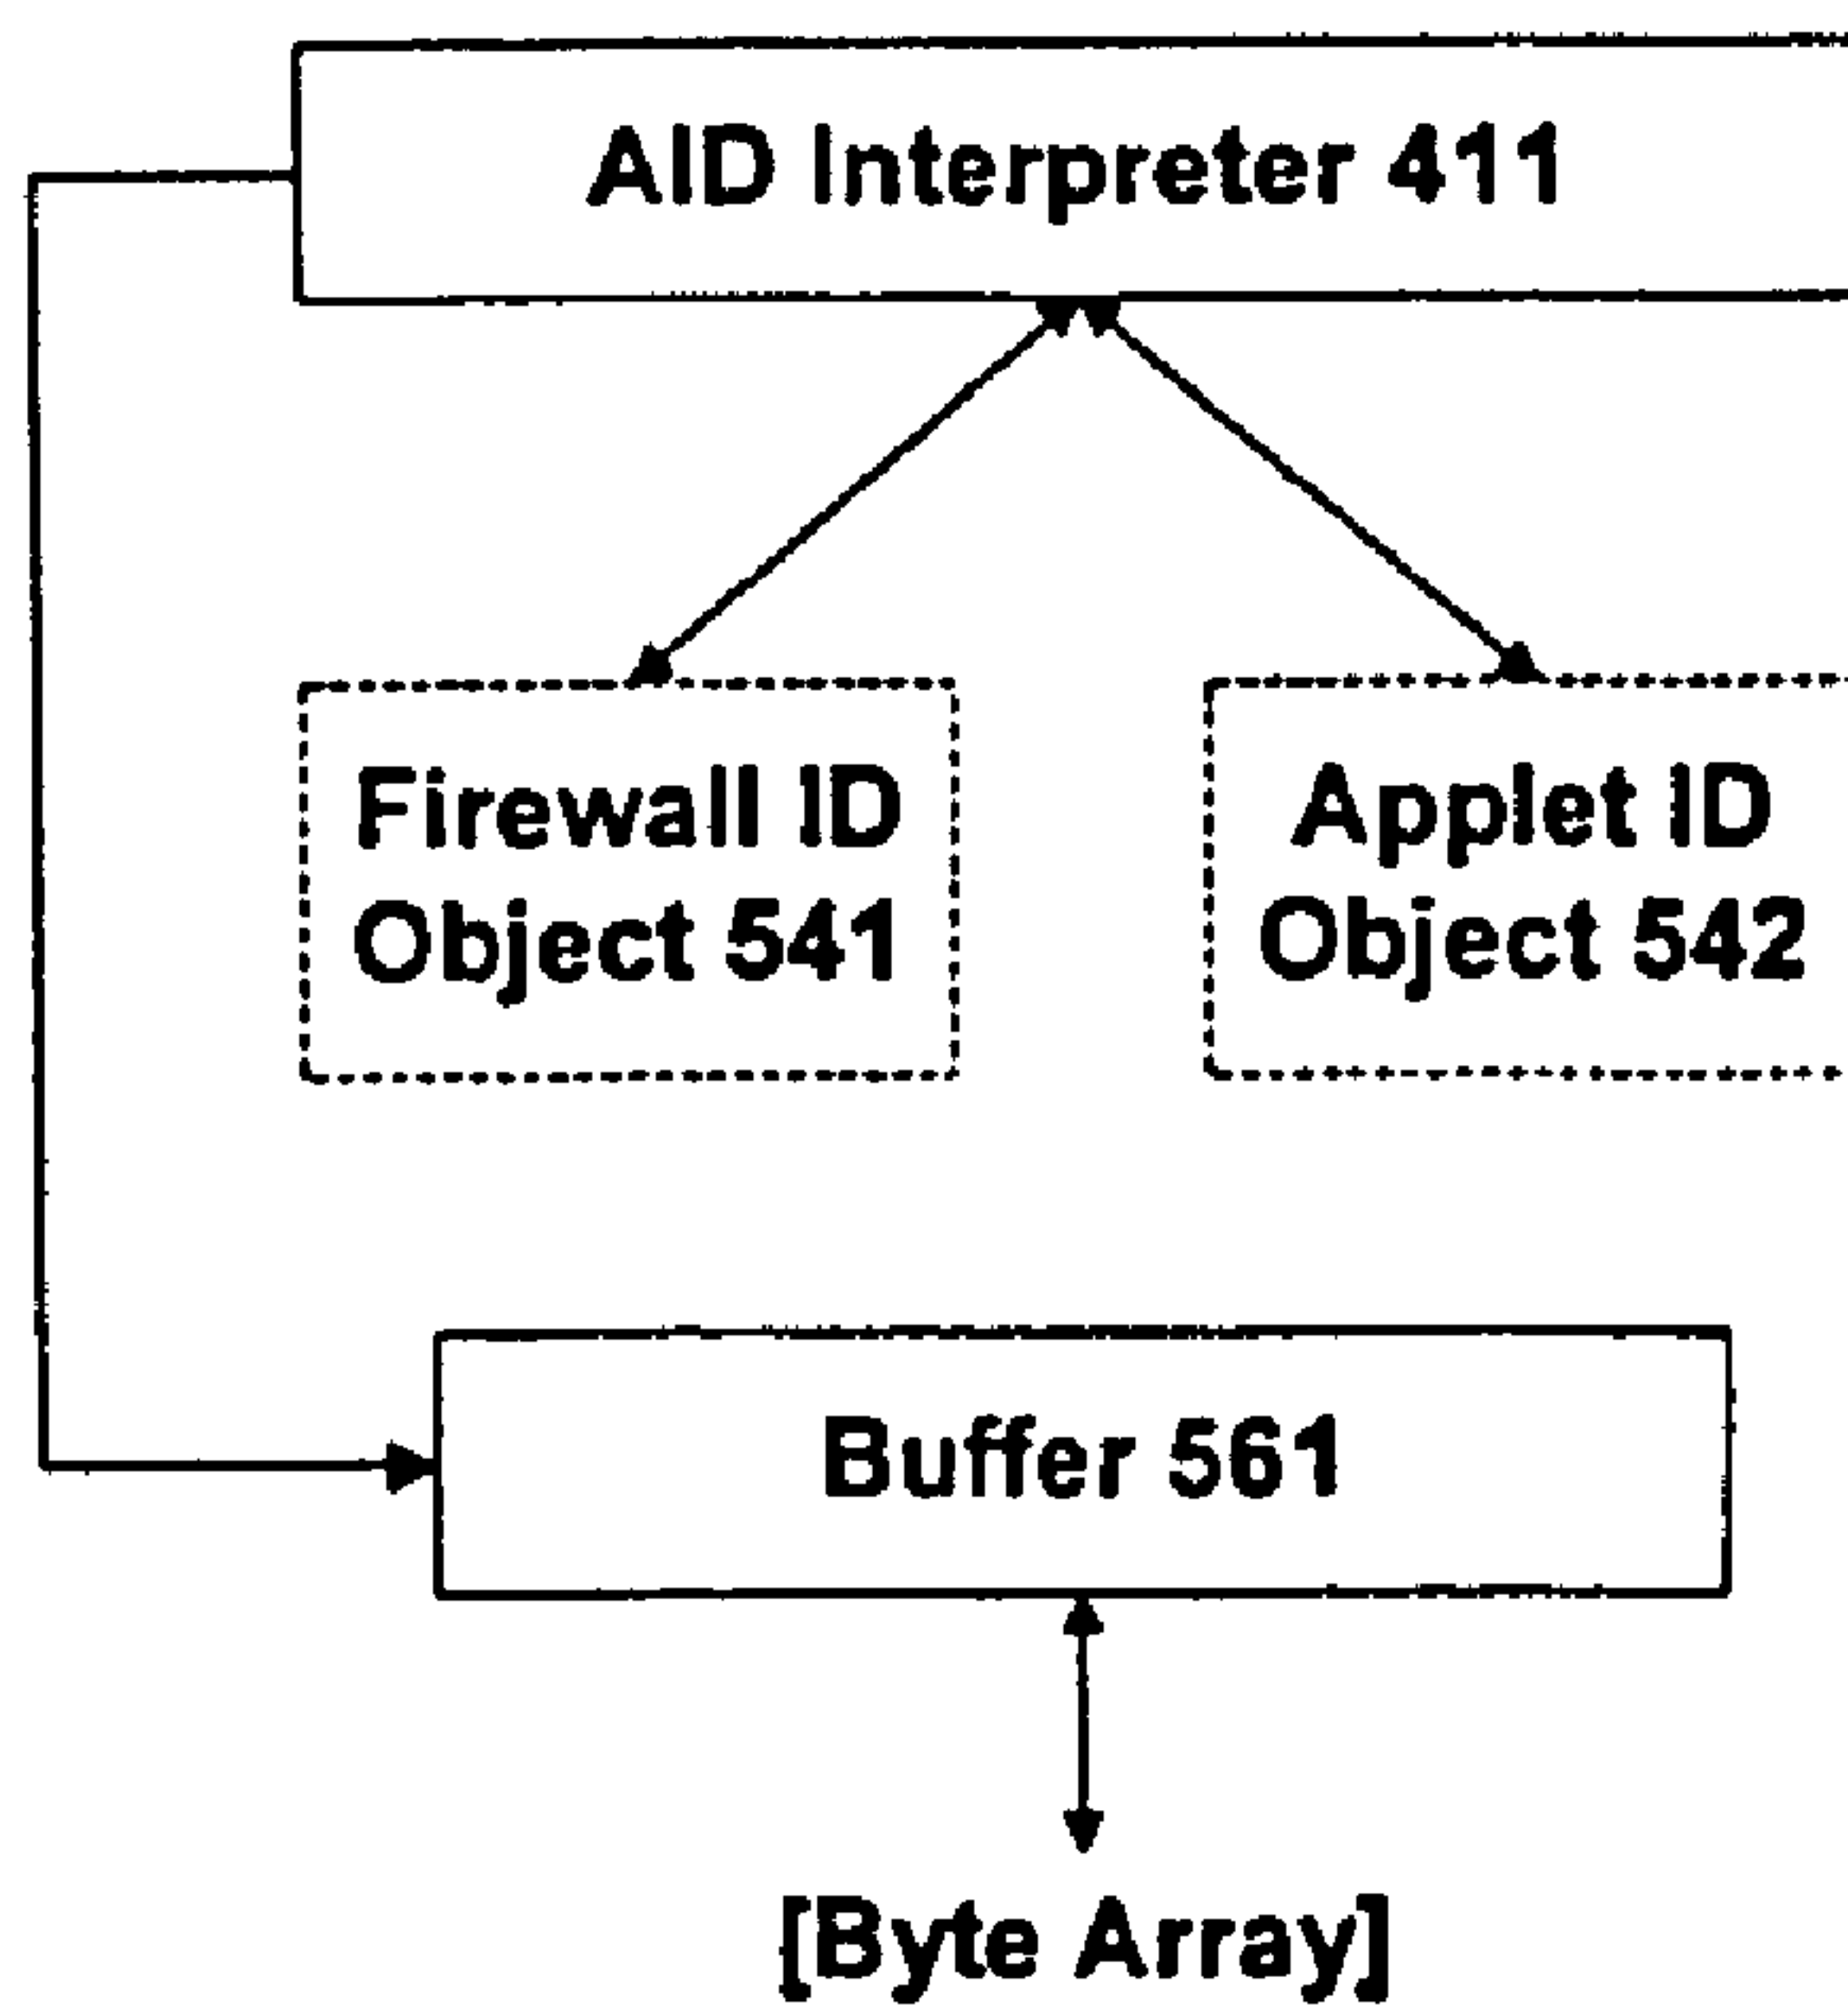 AID Interpreter 411
Firewall ID
Object 541
Applet ID
Object 542
Buffer 561
[Byte Array]